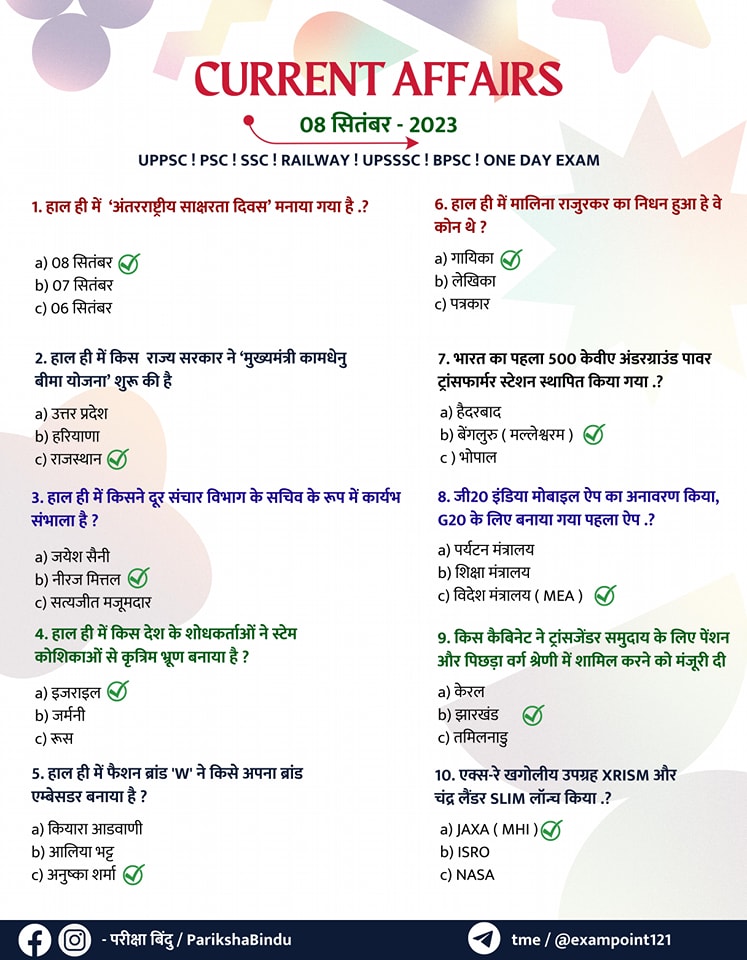 CURRENT AFFAIRS
08 सितंबर - 2023
UPPSC ! PSC ! SSC ! RAILWAY ! UPSSSC ! BPSC ! ONE DAY EXAM
1. हाल ही में ‘अंतरराष्ट्रीय साक्षरता दिवस’ मनाया गया है .?
a) 08 सितंबर
b) 07 सितंबर
c) 06 सितंबर
2. हाल ही में किस राज्य सरकार ने ‘मुख्यमंत्री कामधेनु
बीमा योजना’ शुरू की है
a) उत्तर प्रदेश
b) हरियाणा
c) राजस्थान
3. हाल ही में किसने दूर संचार विभाग के सचिव के रूप में कार्यभ
संभाला है ?
a) जयेश सैनी
b) नीरज मित्तल
c) सत्यजीत मजूमदार
4. हाल ही में किस देश के शोधकर्ताओं ने स्टेम
कोशिकाओं से कृत्रिम भ्रूण बनाया है ?
a) इजराइल
b) जर्मनी
c) रूस
5. हाल ही में फैशन ब्रांड 'W' ने किसे अपना ब्रांड
एम्बेसडर बनाया है ?
a) कियारा आडवाणी
b) आलिया भट्ट
c) अनुष्का शर्मा
6. हाल ही में मालिना राजुरकर का निधन हुआ हे वे
कोन थे ?
a) गायिका
b) लेखिका
c) पत्रकार
7. भारत का पहला 500 केवीए अंडरग्राउंड पावर
ट्रांसफार्मर स्टेशन स्थापित किया गया .?
a) हैदरबाद
b) बेंगलुरु ( मल्लेश्वरम )
c ) भोपाल
8. जी20 इंडिया मोबाइल ऐप का अनावरण किया,
G20 के लिए बनाया गया पहला ऐप .?
a) पर्यटन मंत्रालय
b) शिक्षा मंत्रालय
c) विदेश मंत्रालय ( MEA )
9. किस कैबिनेट ने ट्रांसजेंडर समुदाय के लिए पेंशन
और पिछड़ा वर्ग श्रेणी में शामिल करने को मंजूरी दी
a) केरल
b) झारखंड
c) तमिलनाडु
10. एक्स-रे खगोलीय उपग्रह XRISM और
चंद्र लैंडर SLIM लॉन्च किया .?
a) JAXA ( MHI )
b) ISRO
c) NASA
- परीक्षा बिंदु / ParikshaBindu
tme / @exampoint121